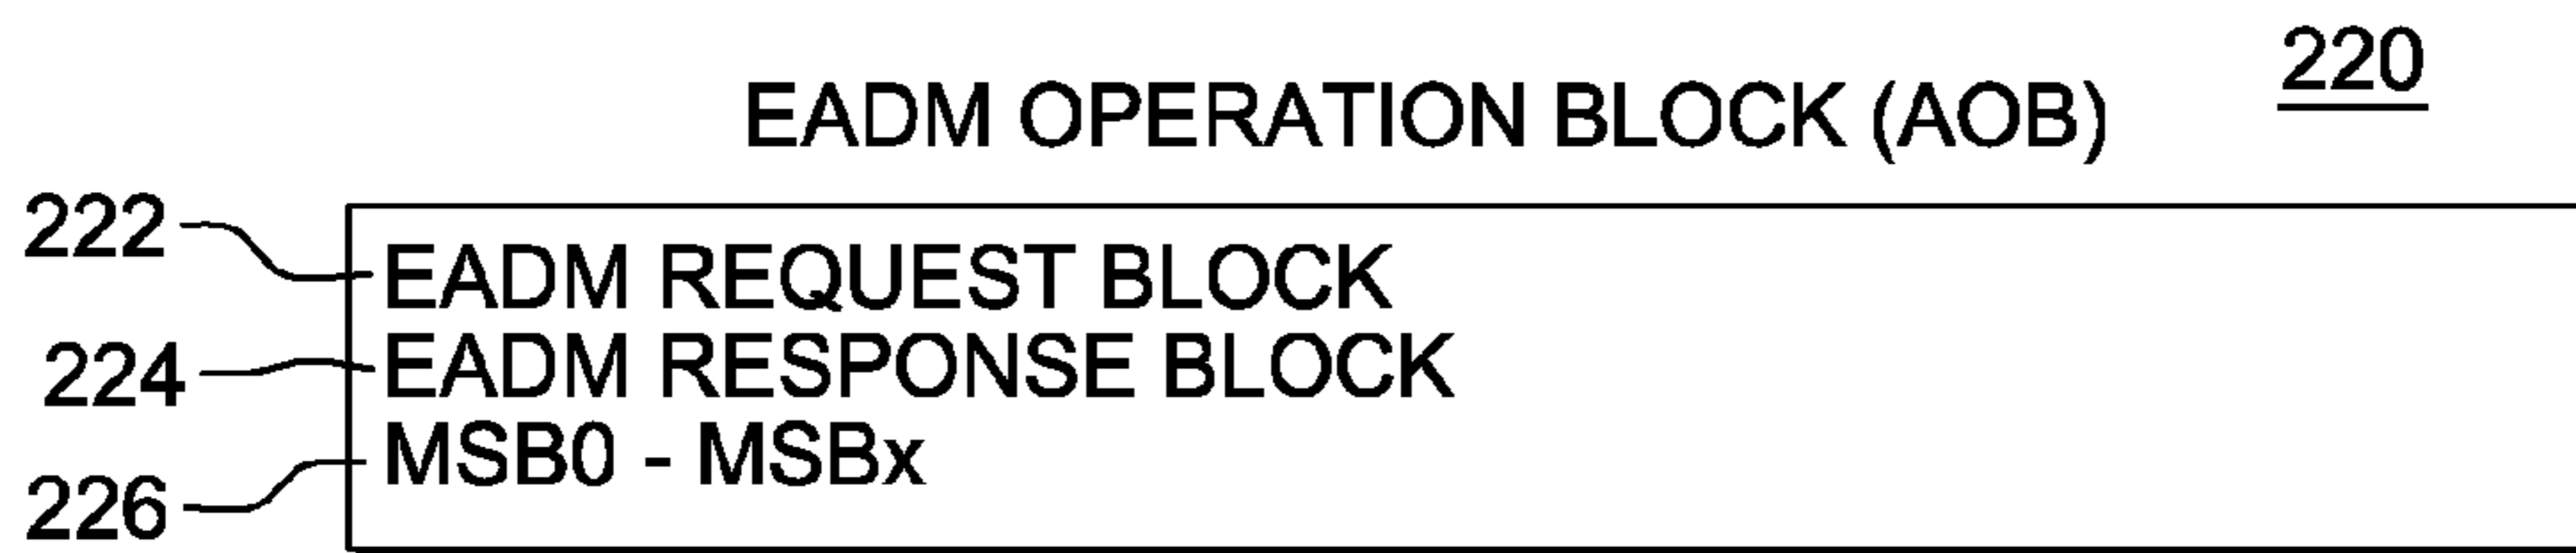 220
EADM OPERATION BLOCK (AOB)
222
EADM REQUEST BLOCK
224
EADM RESPONSE BLOCK
226
MSB0 - MSBx